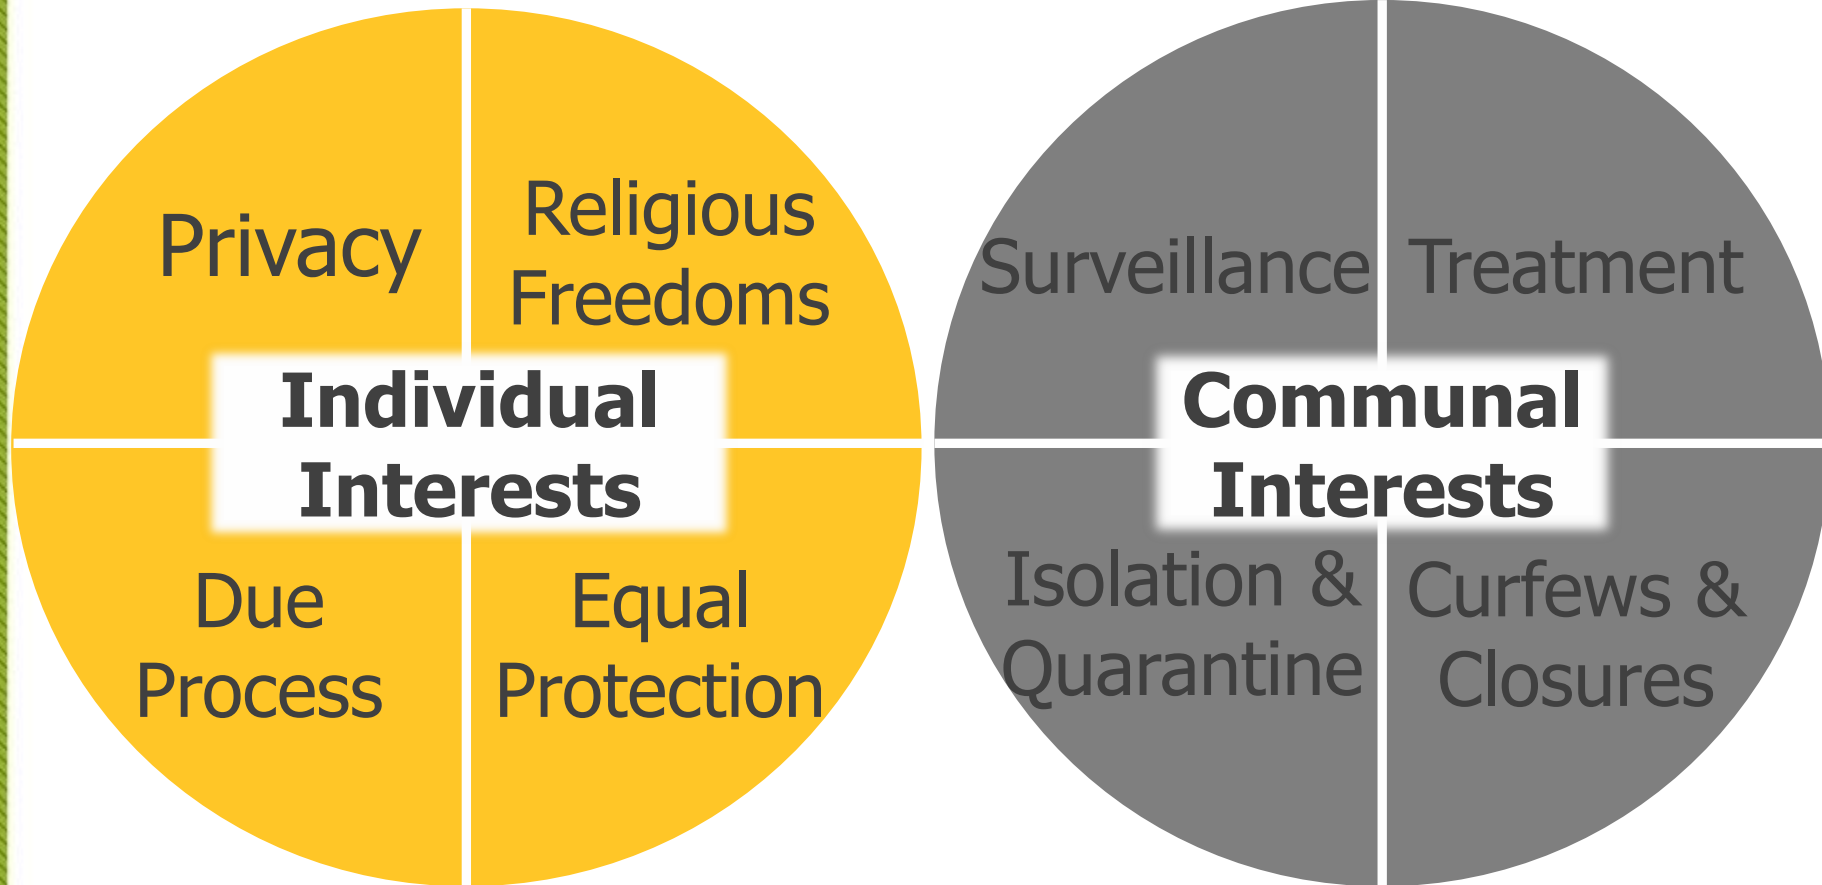 Privacy
Religious
Freedoms
Individual
Interests
Due
Process
Equal
Protection
Surveillance
Treatment
Communal
Interests
Isolation &
Quarantine
Curfews &
Closures